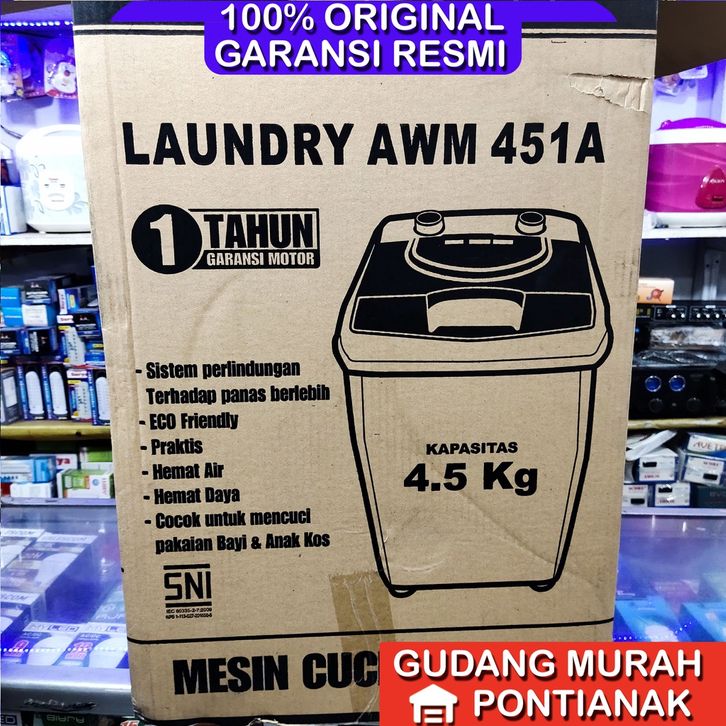 100% ORIGINAL
GARANSI RESMI
LAUNDRY AWM 451A
1 TAHUN
GARANSI MOTOR
- Sistem perlindungan
Terhadap panas berlebih
- ECO Friendly
- Praktis
- Hemat Air
- Hemat Daya
- Cocok untuk mencuci
pakaian Bayi & Anak Kos
KAPASITAS
4.5 Kg
SNI
MESIN CUC
GUDANG MURAH
PONTIANAK